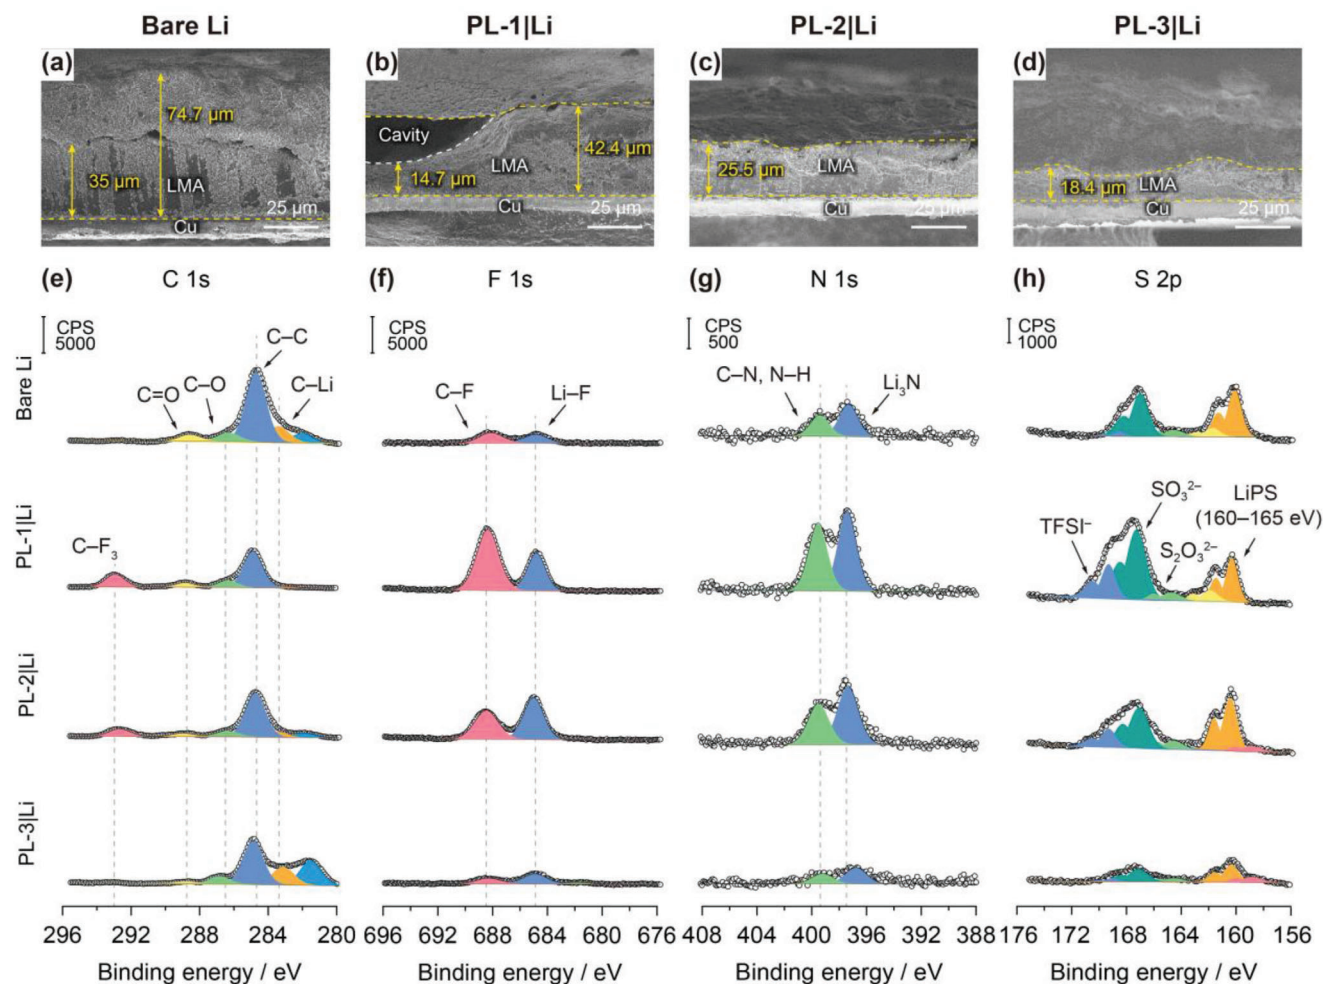 Bare Li
PL-1|Li
PL-2|Li
PL-3|Li
(a)
74.7 µm
35 µm
LMA
25 µm
Cu
(b)
Cavity
LMA
42.4 µm
14.7 µm
25 µm
Cu
(c)
25.5 µm
LMA
Cu
25 µm
(d)
LMA
18.4 µm
Cu
25 µm
(e)
C 1s
CPS
5000
Bare Li
C=O
C–O
C–C
C–Li
PL-1|Li
C–F₃
PL-2|Li
PL-3|Li
296 292 288 284 280
Binding energy / eV
(f)
F 1s
CPS
5000
C–F
Li–F
696 692 688 684 680 676
Binding energy / eV
(g)
N 1s
CPS
500
C–N, N–H
Li₃N
408 404 400 396 392 388
Binding energy / eV
(h)
S 2p
CPS
1000
TFSI⁻
SO₃²⁻
S₂O₃²⁻
LiPS
(160–165 eV)
176 172 168 164 160 156
Binding energy / eV